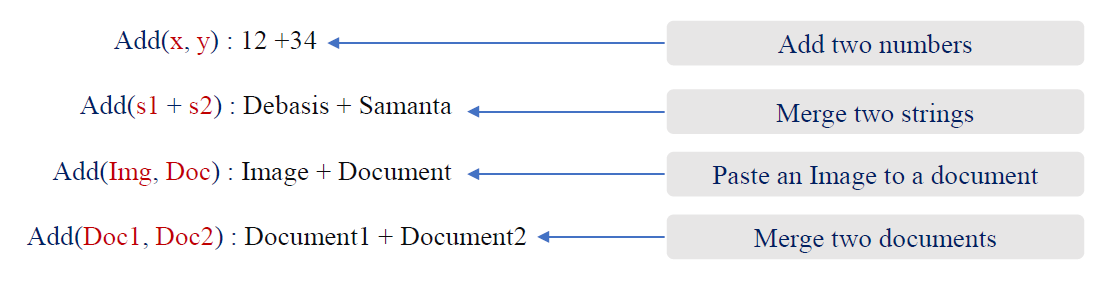 Add(x, y) : 12 +34
Add two numbers
Add(s1 + s2) : Debasis + Samanta
Merge two strings
Add(Img, Doc) : Image + Document
Paste an Image to a document
Add(Doc1, Doc2) : Document1 + Document2
Merge two documents